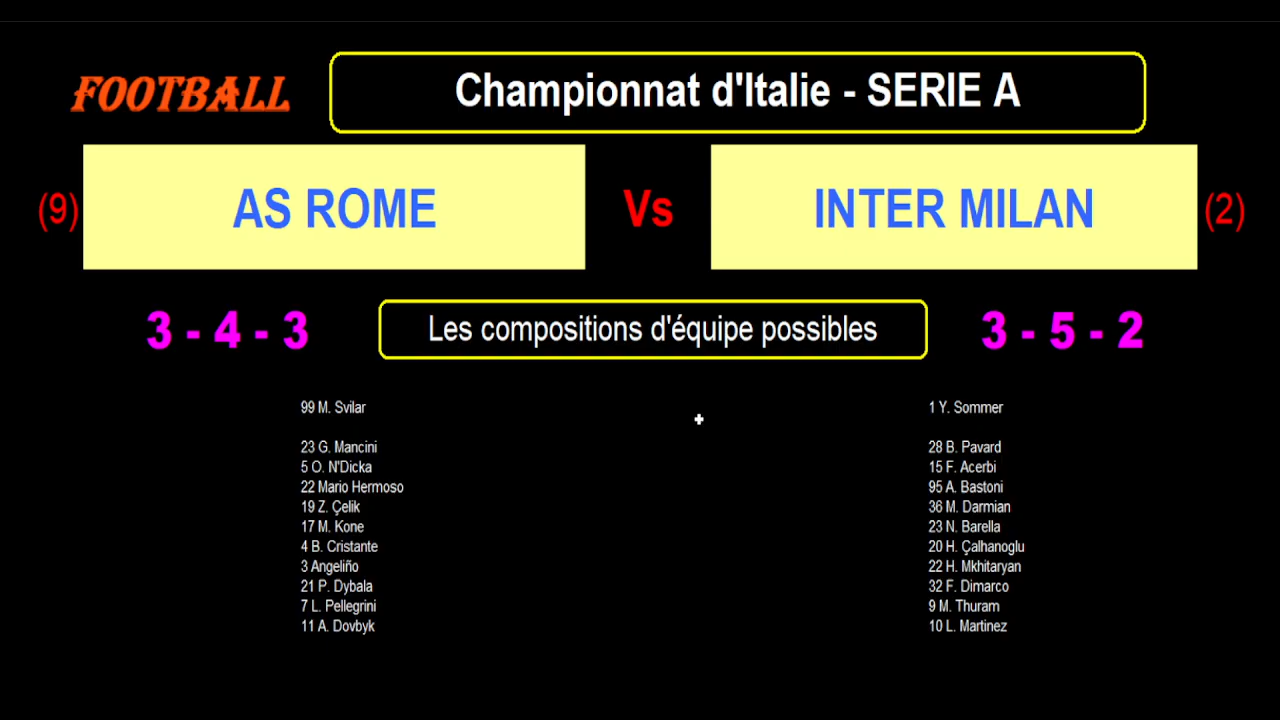 FOOTBALL
Championnat d'Italie - SERIE A
(9)
AS ROME
Vs
INTER MILAN
(2)
3 - 4 - 3
Les compositions d'équipe possibles
3 - 5 - 2
99 M. Svilar
23 G. Mancini
5 O. N'Dicka
22 Mario Hermoso
19 Z. Çelik
17 M. Kone
4 B. Cristante
3 Angeliño
21 P. Dybala
7 L. Pellegrini
11 A. Dovbyk
1 Y. Sommer
28 B. Pavard
15 F. Acerbi
95 A. Bastoni
36 M. Darmian
23 N. Barella
20 H. Çalhanoglu
22 H. Mkhitaryan
32 F. Dimarco
9 M. Thuram
10 L. Martinez